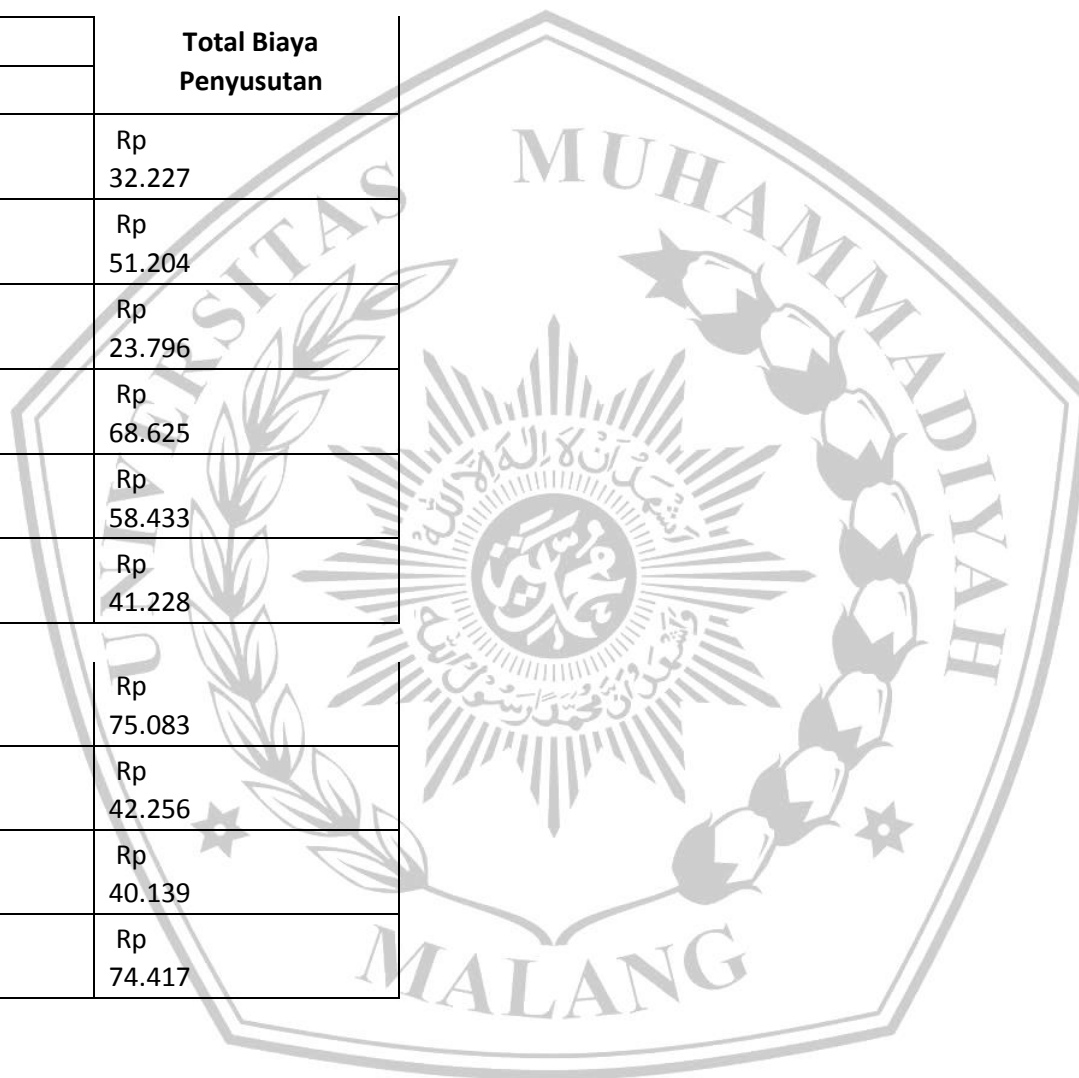 Total Biaya
Penyusutan
Rp
32.227
Rp
51.204
Rp
23.796
Rp
68.625
Rp
58.433
Rp
41.228
Rp
75.083
Rp
42.256
Rp
40.139
Rp
74.417
UNIVERSITAS MUHAMMADIYAH
MALANG